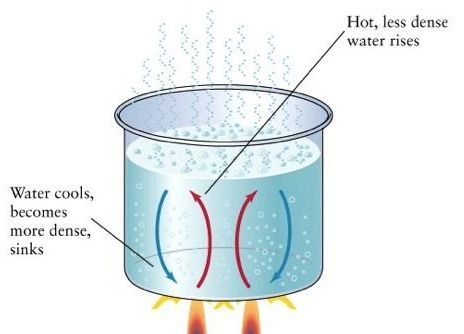 Hot, less dense
water rises
Water cools,
becomes
more dense,
sinks